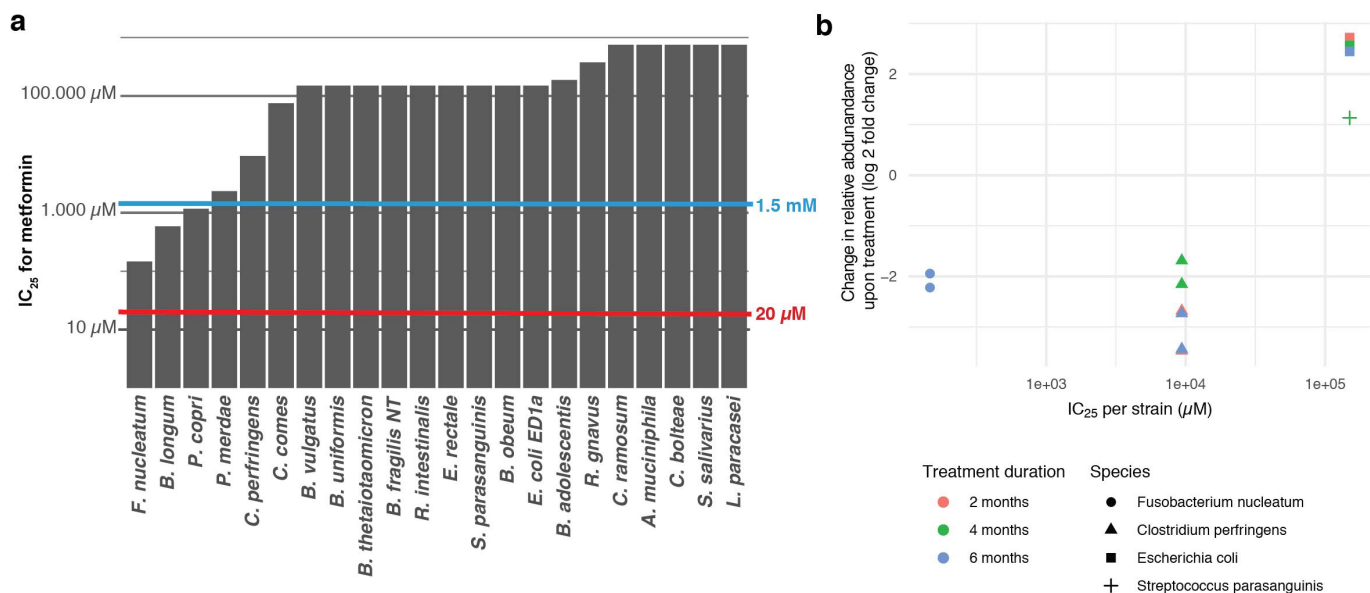 a
IC25 for metformin
100.000 µM
1.000 µM
10 µM
1.5 mM
20 µM
F. nucleatum
B. longum
P. copri
P. merdae
C. perfringens
C. comes
B. vulgatus
B. uniformis
B. thetaiotaomicron
B. fragilis NT
R. intestinalis
E. rectale
S. parasanguinis
B. obeum
E. coli ED1a
B. adolescentis
R. gnavus
C. ramosum
A. muciniphila
C. bolteae
S. salivarius
L. paracasei
b
Change in relative abdunandance
upon treatment (log 2 fold change)
2
0
−2
1e-03
1e-04
1e-05
IC25 per strain (µM)
Treatment duration
2 months
4 months
6 months
Species
Fusobacterium nucleatum
Clostridium perfringens
Escherichia coli
Streptococcus parasanguinis